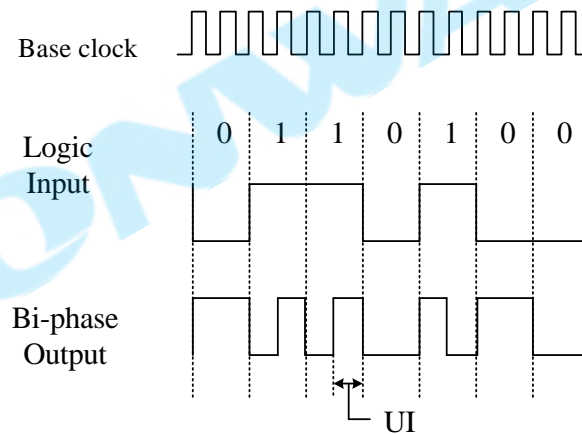 Base clock
0 1 1 0 1 0 0
Logic
Input
Bi-phase
Output
UI